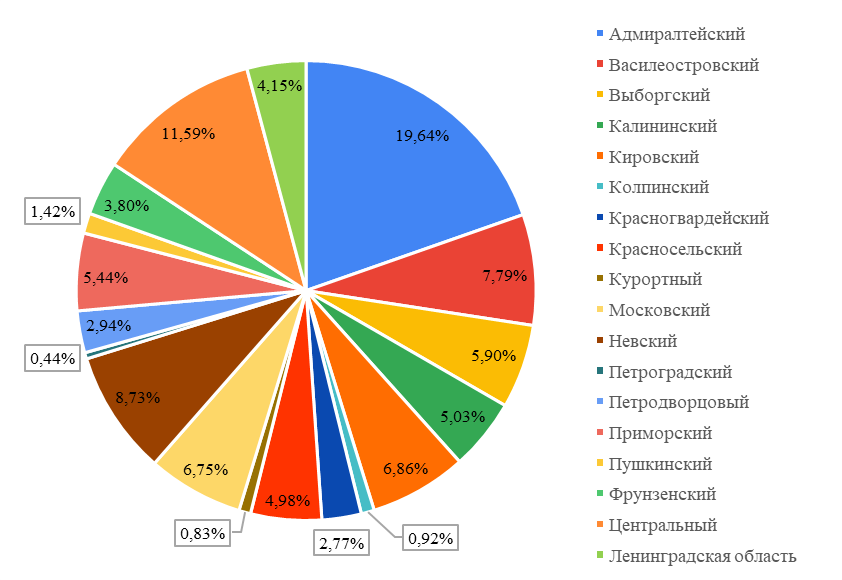 4,15%
19,64%
11,59%
3,80%
1,42%
5,44%
7,79%
2,94%
5,90%
0,44%
8,73%
5,03%
6,75%
6,86%
4,98%
0,83%
2,77%
0,92%
Адмиралтейский
Василеостровский
Выборгский
Калининский
Кировский
Колпинский
Красногвардейский
Красносельский
Курортный
Московский
Невский
Петроградский
Петродворцовый
Приморский
Пушкинский
Фрунзенский
Центральный
Ленинградская область